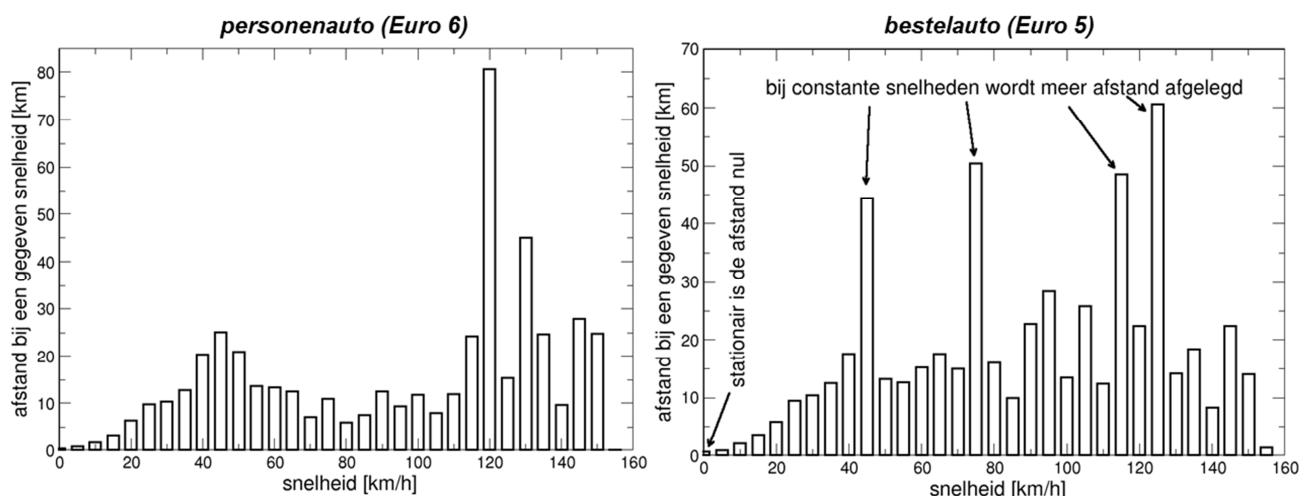 personenauto (Euro 6)
afstand bij een gegeven snelheid [km]
80
70
60
50
40
30
20
10
0
0 20 40 60 80 100 120 140 160
snelheid [km/h]
bestelauto (Euro 5)
afstand bij een gegeven snelheid [km]
70
60
50
40
30
20
10
0
bij constante snelheden wordt meer afstand afgelegd
stationair is de afstand nul
0 20 40 60 80 100 120 140 160
snelheid [km/h]